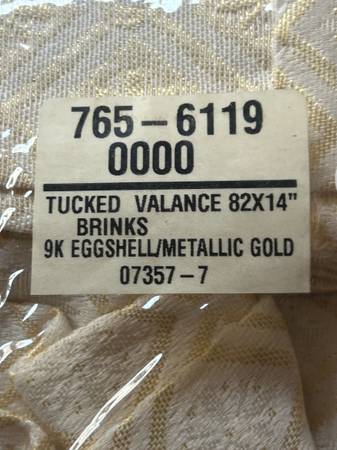 765-6119
0000
TUCKED VALANCE 82X14"
BRINKS
9K EGGSHELL/METALLIC GOLD
07357-7